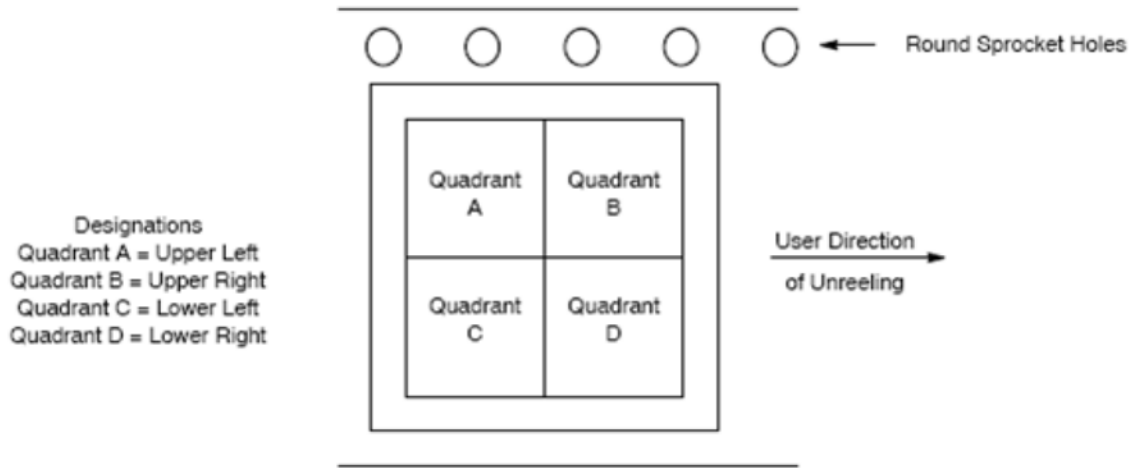 Round Sprocket Holes
Quadrant
A
Quadrant
B
Designations
Quadrant A = Upper Left
Quadrant B = Upper Right
Quadrant C = Lower Left
Quadrant D = Lower Right
User Direction
of Unreeling
Quadrant
C
Quadrant
D